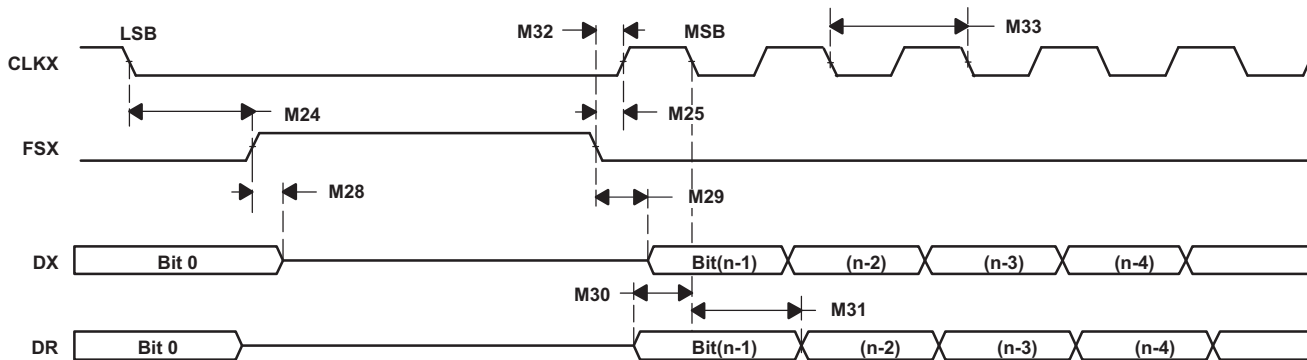 LSB M32 MSB M33
CLKX
M24 M25
FSX
M28 M29
DX Bit 0 Bit(n-1) (n-2) (n-3) (n-4)
M30 M31
DR Bit 0 Bit(n-1) (n-2) (n-3) (n-4)